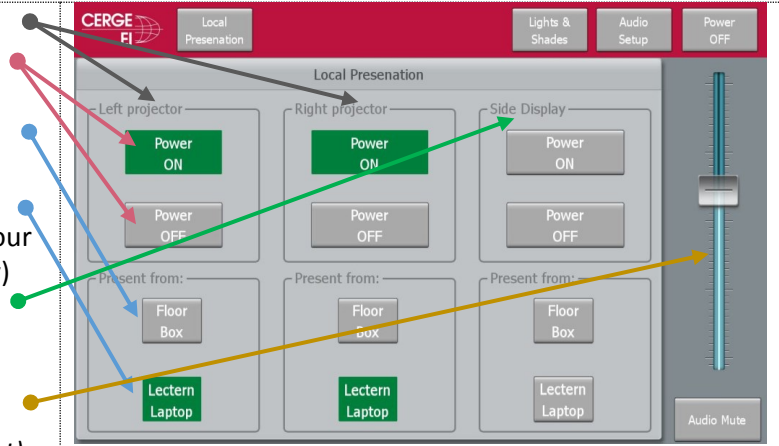 CERGE
EI
Local
Presenation
Lights &
Shades
Audio
Setup
Power
OFF
Local Presenation
Left projector
Right projector
Side Display
Power
ON
Power
ON
Power
ON
Power
OFF
Power
OFF
Power
OFF
Present from:
Present from:
Present from:
Floor
Box
Floor
Box
Floor
Box
Lectern
Laptop
Lectern
Laptop
Lectern
Laptop
Audio Mute